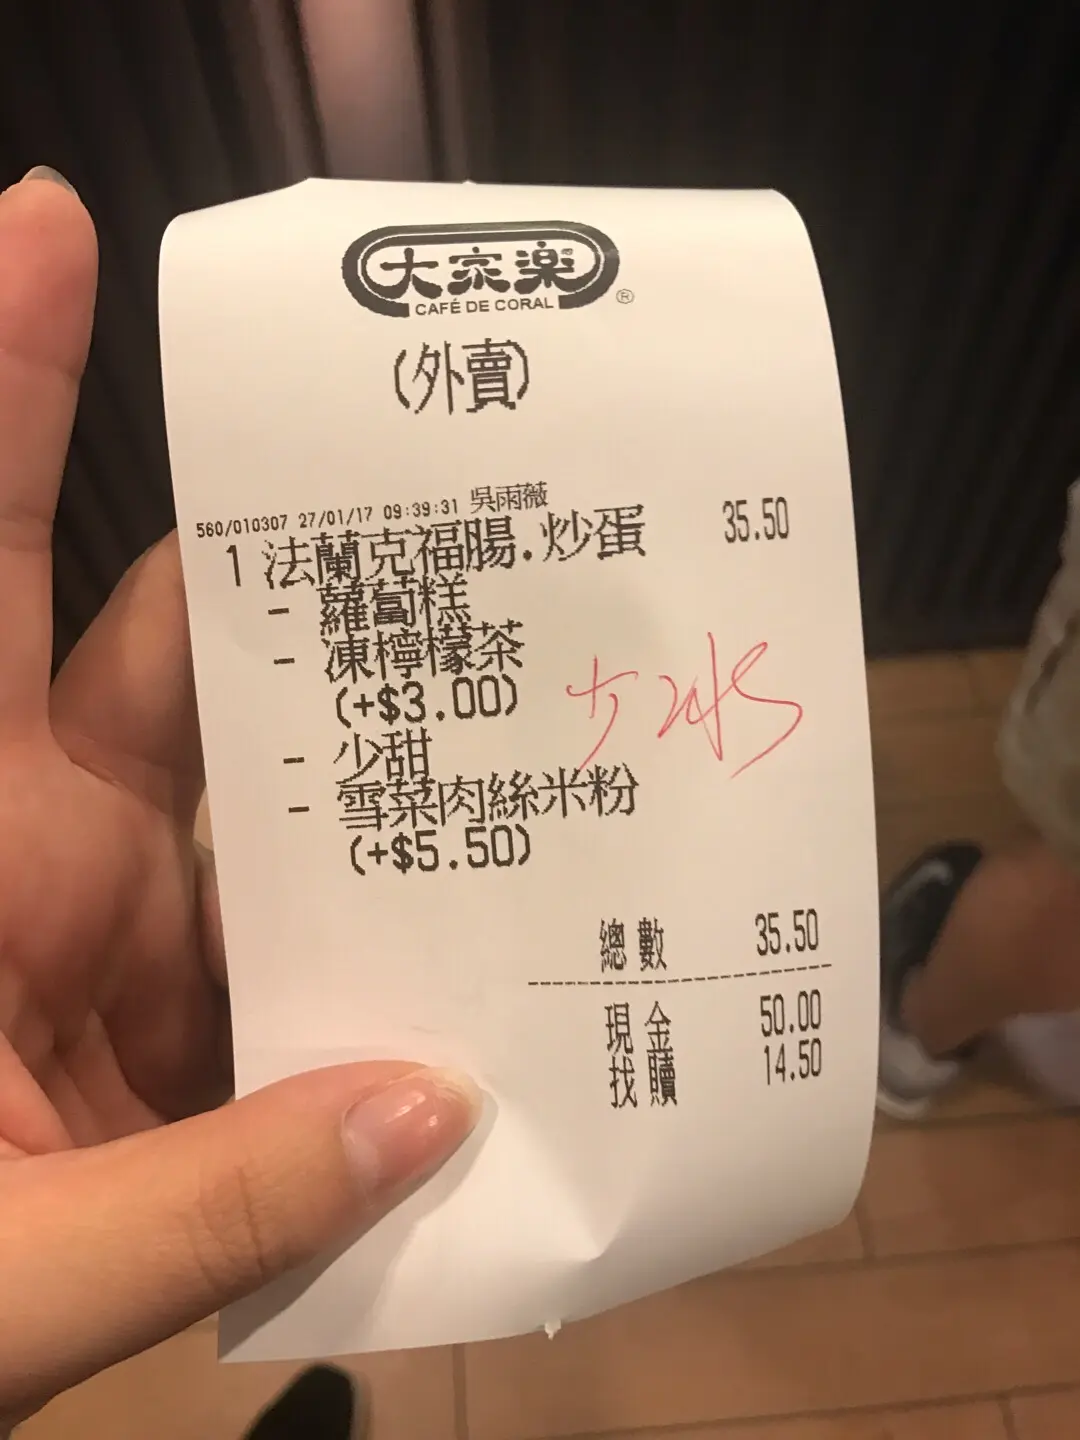 大家樂
CAFÉ DE CORAL
®
(外賣)
560/010307 27/01/17 09:39:31 吳雨薇
1 法蘭克福腸.炒蛋 35.50
- 蘿蔔糕
- 凍檸檬茶
(+$3.00)
- 少甜
- 雪菜肉絲米粉
(+$5.50)
總數 35.50
現金 50.00
找贖 14.50